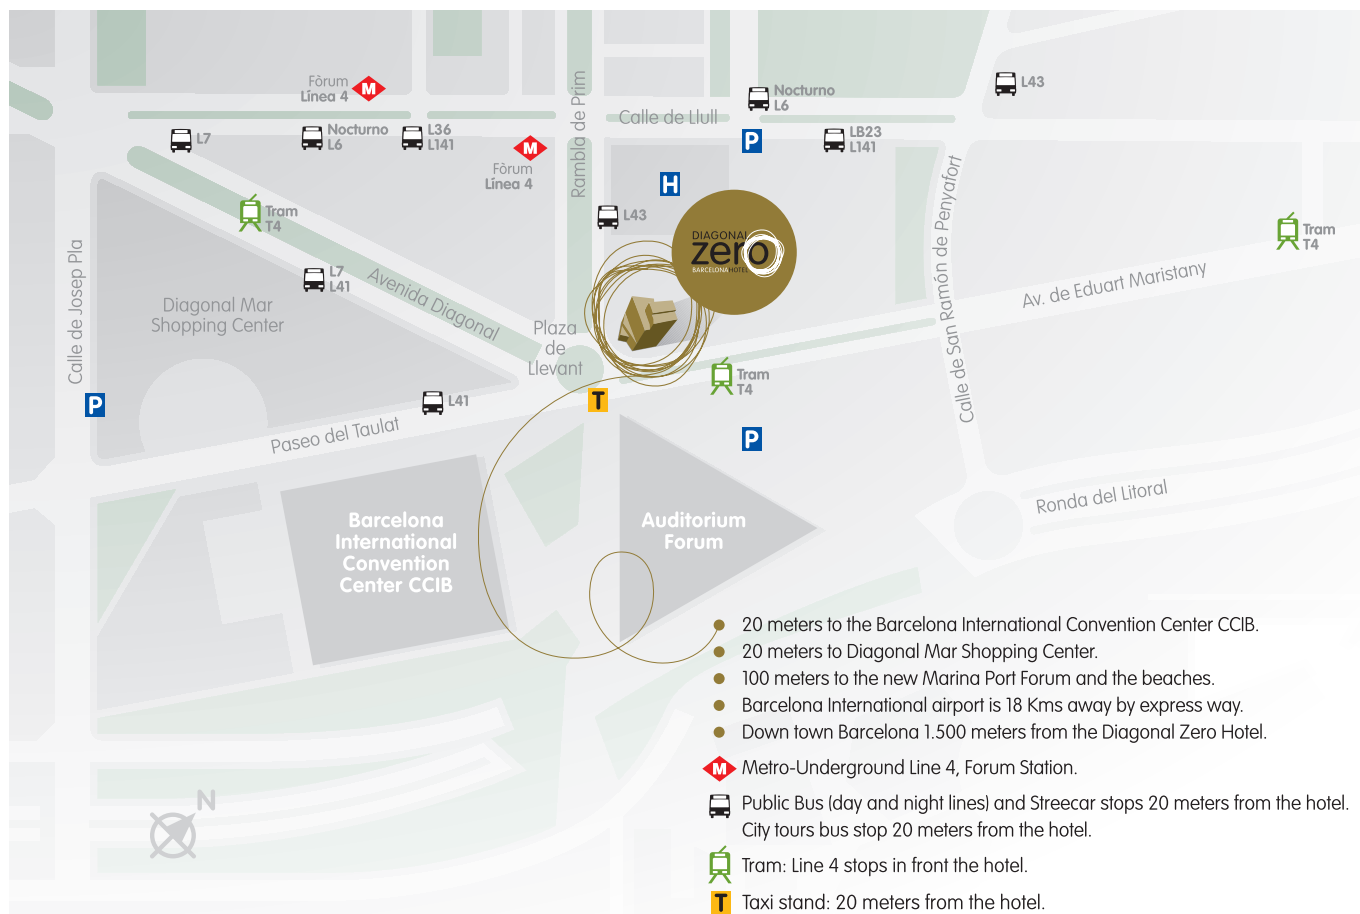 Fòrum
Línea 4
M
Nocturno
L6
L43
Rambla de Prim
Calle de Llull
L7
Nocturno
L6
L36
L141
M
Fòrum
Línea 4
P
LB23
L141
H
Calle de San Ramón de Penyafort
Tram
T4
L43
DIAGONAL
zero
BARCELONAHOTEL
Tram
T4
Calle de Josep Pla
L7
L41
Avenida Diagonal
Av. de Eduart Maristany
Diagonal Mar
Shopping Center
Plaza
de
Llevant
Tram
T4
P
L41
T
Paseo del Taulat
P
Ronda del Litoral
Barcelona
International
Convention
Center CCIB
Auditorium
Forum
20 meters to the Barcelona International Convention Center CCIB.
20 meters to Diagonal Mar Shopping Center.
100 meters to the new Marina Port Forum and the beaches.
Barcelona International airport is 18 Kms away by express way.
Down town Barcelona 1.500 meters from the Diagonal Zero Hotel.
M Metro-Underground Line 4, Forum Station.
Public Bus (day and night lines) and Streecar stops 20 meters from the hotel.
City tours bus stop 20 meters from the hotel.
Tram: Line 4 stops in front the hotel.
T Taxi stand: 20 meters from the hotel.
N